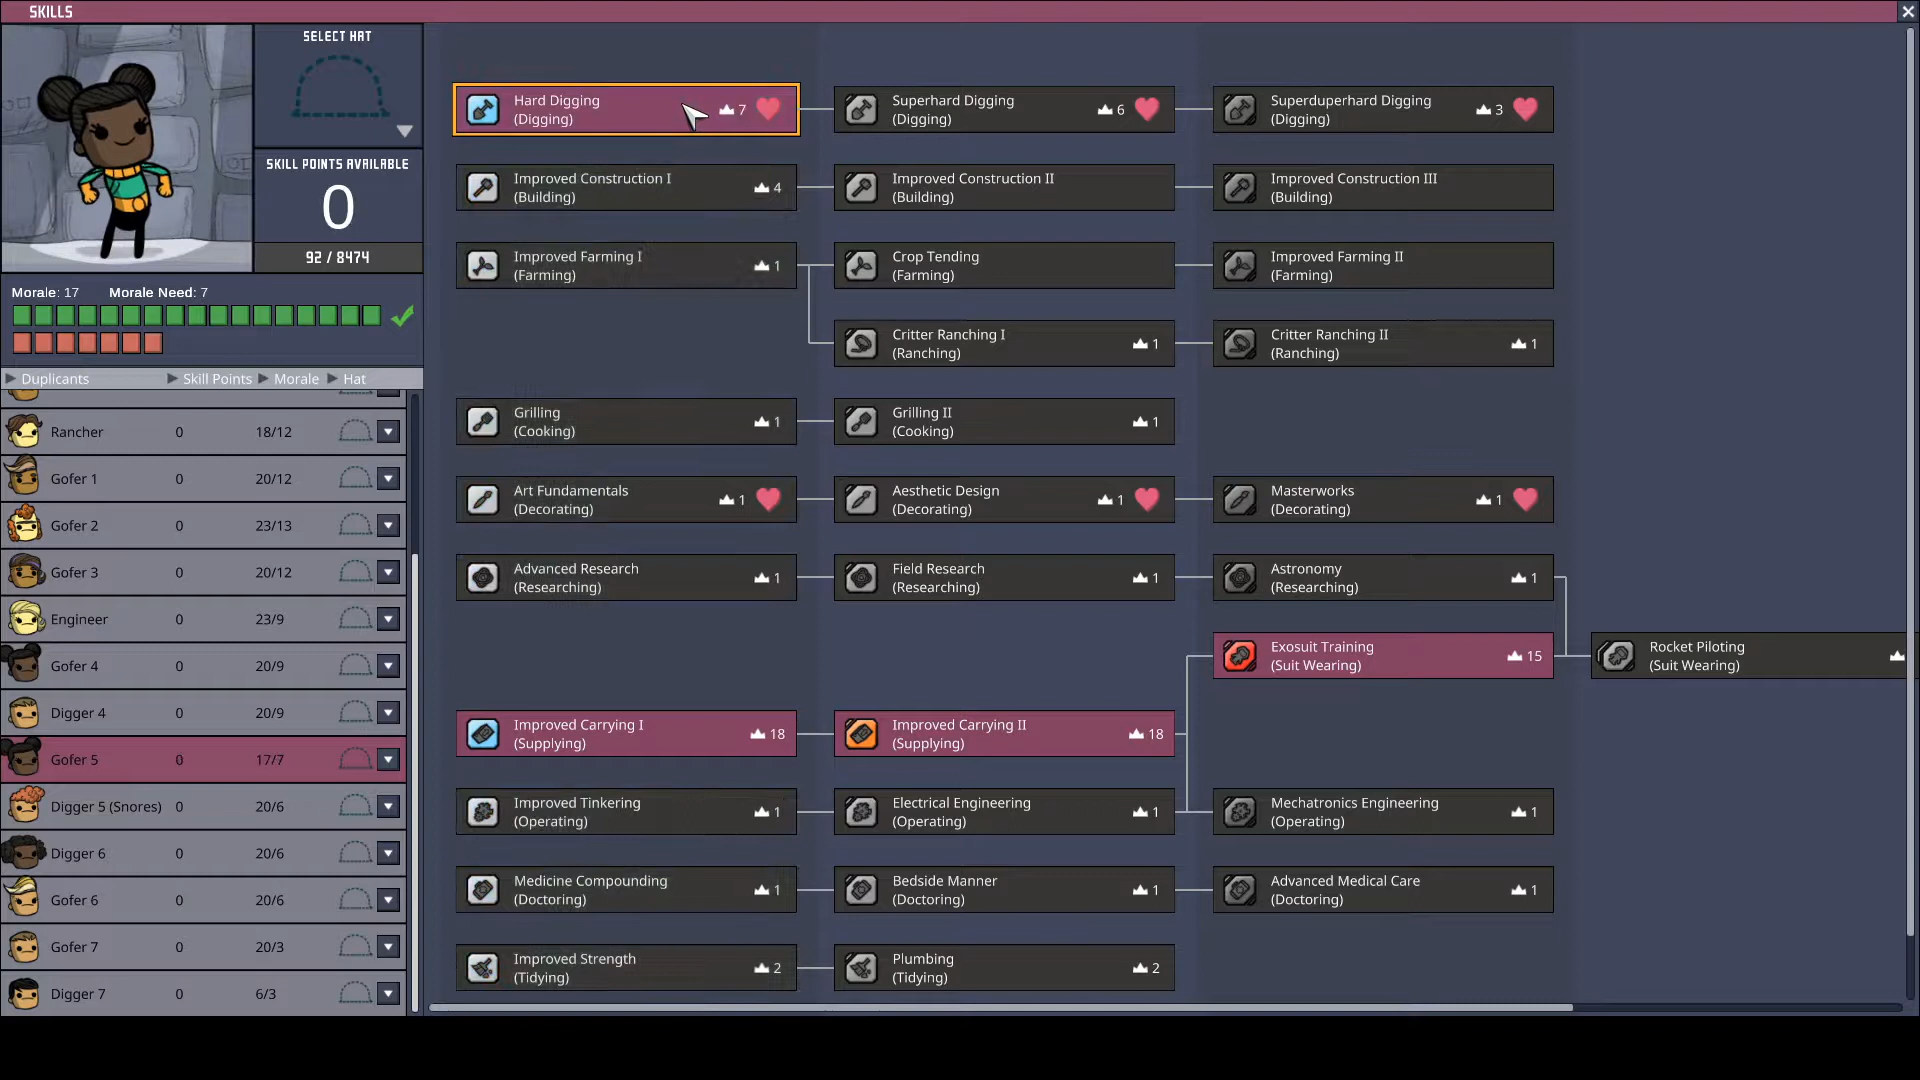 SKILLS
SELECT HAT
SKILL POINTS AVAILABLE
0
92 / 8474
Morale: 17 Morale Need: 7
Duplicants Skill Points Morale Hat
Rancher 0 18/12
Gofer 1 0 20/12
Gofer 2 0 23/13
Gofer 3 0 20/12
Engineer 0 23/9
Gofer 4 0 20/9
Digger 4 0 20/9
Gofer 5 0 17/7
Digger 5 (Snores) 0 20/6
Digger 6 0 20/6
Gofer 6 0 20/6
Gofer 7 0 20/3
Digger 7 0 6/3
Hard Digging
(Digging)
7
Superhard Digging
(Digging)
6
Superduperhard Digging
(Digging)
3
Improved Construction I
(Building)
4
Improved Construction II
(Building)
Improved Construction III
(Building)
Improved Farming I
(Farming)
1
Crop Tending
(Farming)
Improved Farming II
(Farming)
Critter Ranching I
(Ranching)
1
Critter Ranching II
(Ranching)
1
Grilling
(Cooking)
1
Grilling II
(Cooking)
1
Art Fundamentals
(Decorating)
1
Aesthetic Design
(Decorating)
1
Masterworks
(Decorating)
1
Advanced Research
(Researching)
1
Field Research
(Researching)
1
Astronomy
(Researching)
1
Exosuit Training
(Suit Wearing)
15
Rocket Piloting
(Suit Wearing)
Improved Carrying I
(Supplying)
18
Improved Carrying II
(Supplying)
18
Improved Tinkering
(Operating)
1
Electrical Engineering
(Operating)
1
Mechatronics Engineering
(Operating)
1
Medicine Compounding
(Doctoring)
1
Bedside Manner
(Doctoring)
1
Advanced Medical Care
(Doctoring)
1
Improved Strength
(Tidying)
2
Plumbing
(Tidying)
2